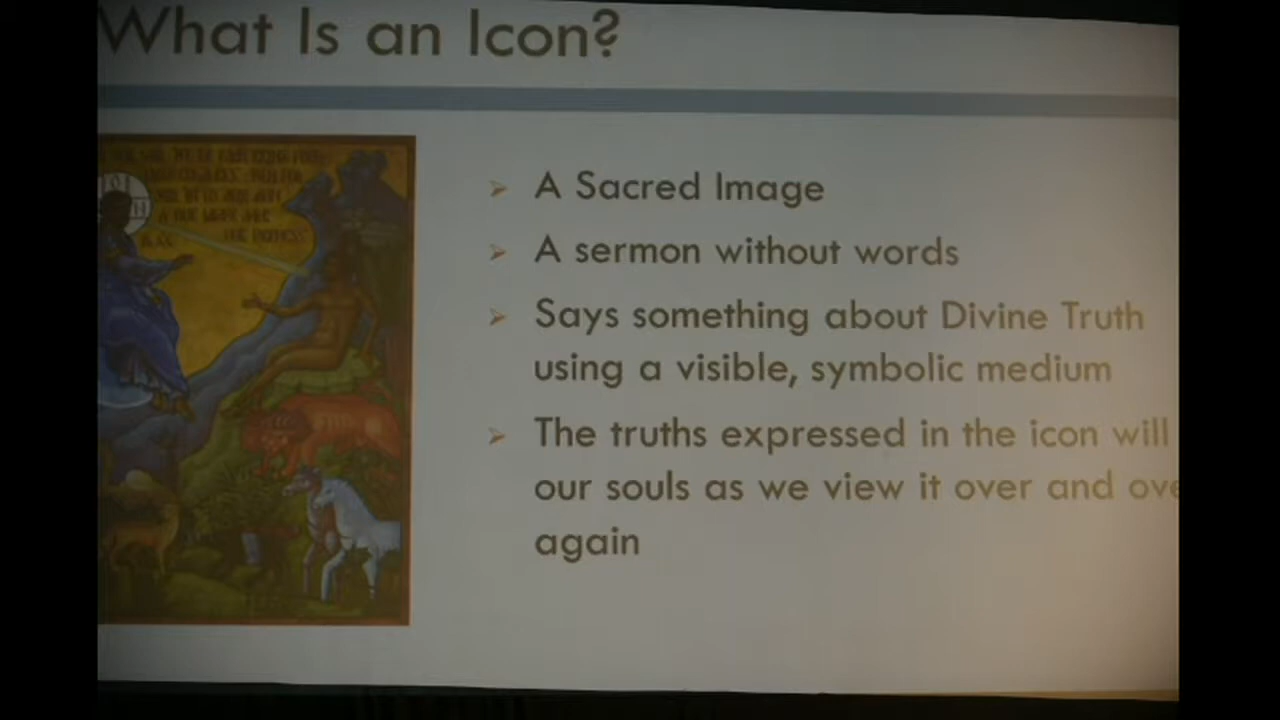 What Is an Icon?
A Sacred Image
A sermon without words
Says something about Divine Truth
using a visible, symbolic medium
The truths expressed in the icon will
our souls as we view it over and ove
again